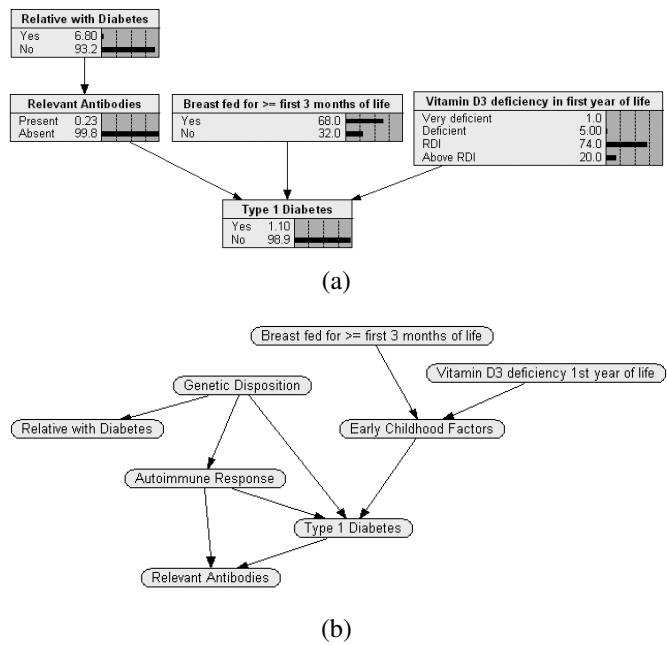 Relative with Diabetes
Yes 6.80
No 93.2
Relevant Antibodies
Present 0.23
Absent 99.8
Breast fed for >= first 3 months of life
Yes 68.0
No 32.0
Vitamin D3 deficiency in first year of life
Very deficient 1.0
Deficient 5.00
RDI 74.0
Above RDI 20.0
Type 1 Diabetes
Yes 1.10
No 98.9
(a)
Breast fed for >= first 3 months of life
Vitamin D3 deficiency 1st year of life
Genetic Disposition
Relative with Diabetes
Early Childhood Factors
Autoimmune Response
Type 1 Diabetes
Relevant Antibodies
(b)